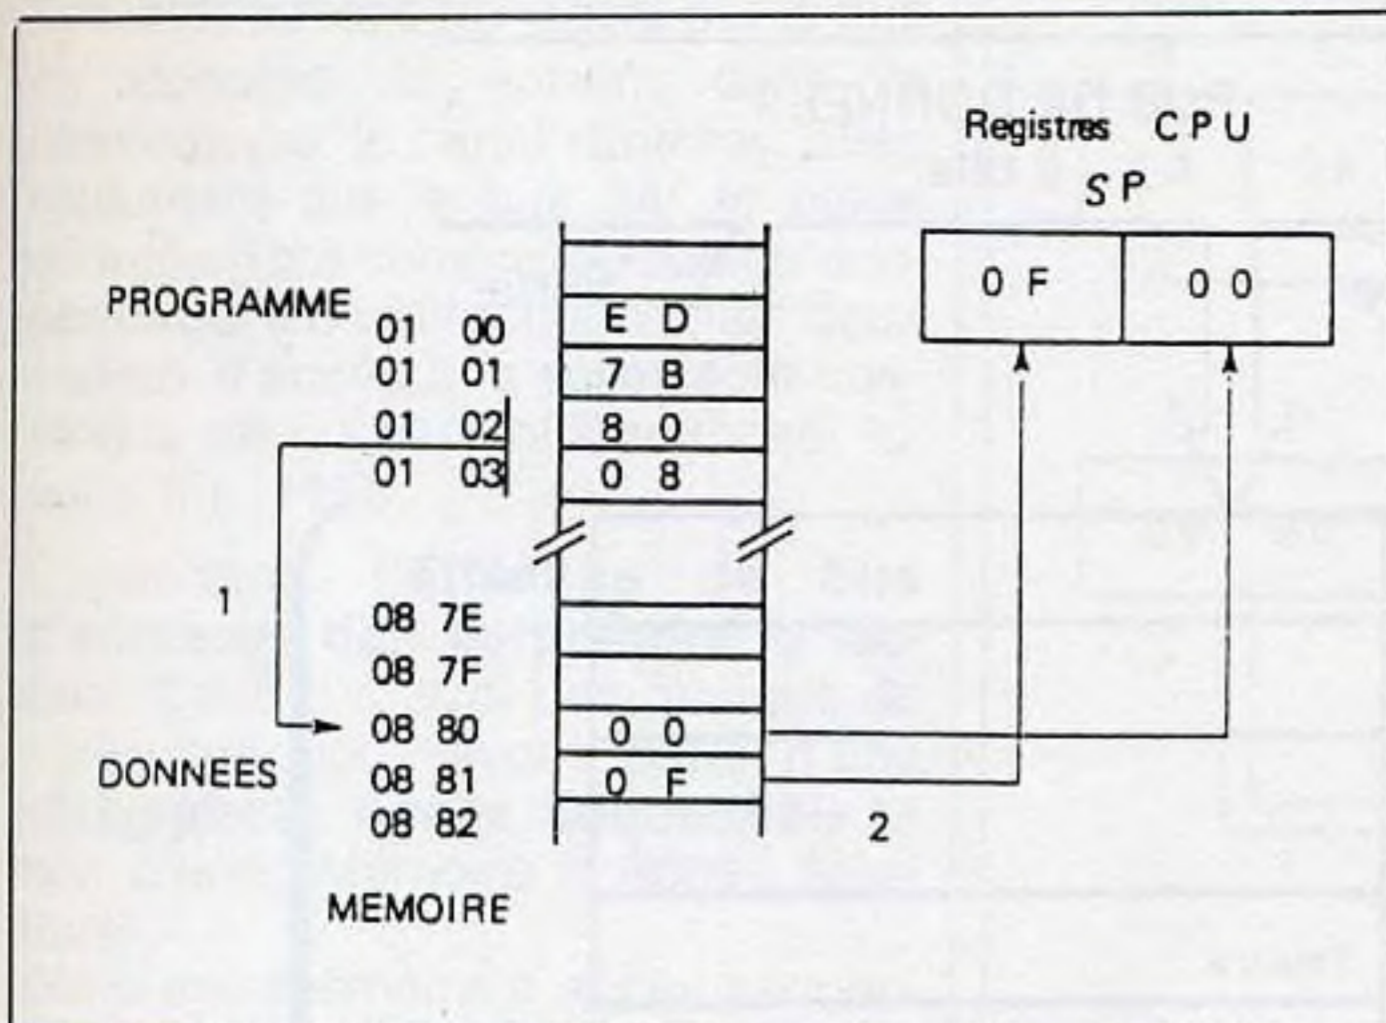 Registres CPU
SP
0F 00
PROGRAMME
01 00 ED
01 01 7B
01 02 80
01 03 08
1
08 7E
08 7F
08 80 00
DONNEES
08 81 0F
08 82
2
MEMOIRE